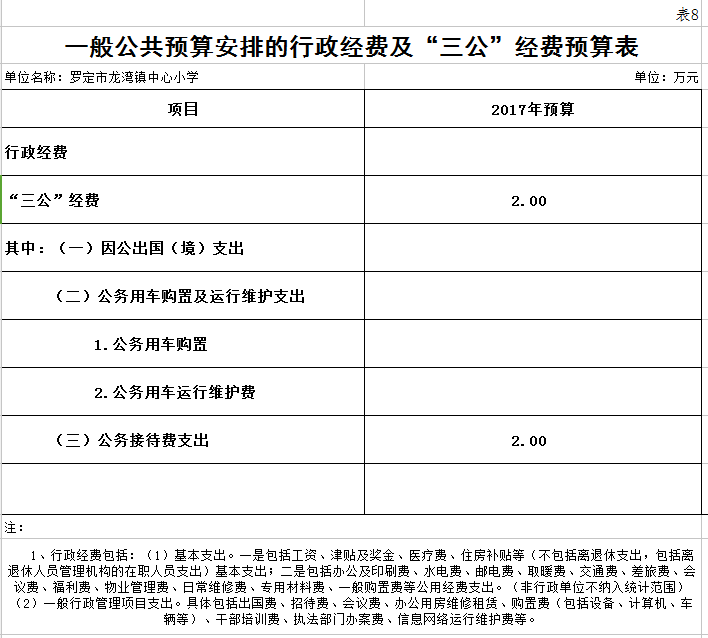 表8
一般公共预算安排的行政经费及“三公”经费预算表
单位名称：罗定市龙湾镇中心小学 单位：万元
项目 2017年预算
行政经费
“三公”经费 2.00
其中：（一）因公出国（境）支出
（二）公务用车购置及运行维护支出
1.公务用车购置
2.公务用车运行维护费
（三）公务接待费支出 2.00
注：
1、行政经费包括：（1）基本支出。一是包括工资、津贴及奖金、医疗费、住房补贴等（不包括离退休支出，包括离
退休人员管理机构的在职人员支出）基本支出；二是包括办公及印刷费、水电费、邮电费、取暖费、交通费、差旅费、会
议费、福利费、物业管理费、日常维修费、专用材料费、一般购置费等公用经费支出。（非行政单位不纳入统计范围）
（2）一般行政管理项目支出。具体包括出国费、招待费、会议费、办公用房维修租赁、购置费（包括设备、计算机、车
辆等）、干部培训费、执法部门办案费、信息网络运行维护费等。